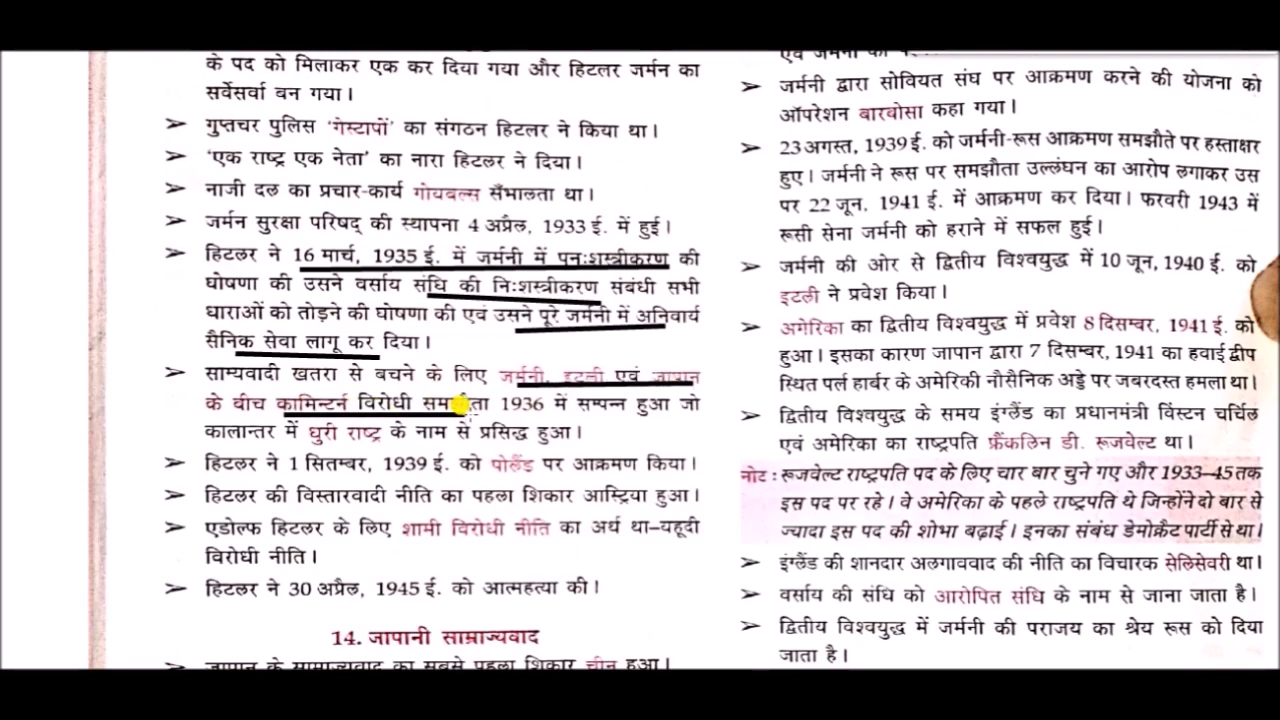 के पद को मिलाकर एक कर दिया गया और हिटलर जर्मन का
सर्वेसर्वा बन गया।
➢ गुप्तचर पुलिस 'गेस्टापों' का संगठन हिटलर ने किया था।
➢ 'एक राष्ट्र एक नेता' का नारा हिटलर ने दिया।
➢ नाजी दल का प्रचार-कार्य गोयबल्स सँभालता था।
➢ जर्मन सुरक्षा परिषद् की स्थापना 4 अप्रैल, 1933 ई. में हुई।
➢ हिटलर ने 16 मार्च, 1935 ई. में जर्मनी में पुनःशस्त्रीकरण की
घोषणा की उसने वर्साय संधि की निःशस्त्रीकरण संबंधी सभी
धाराओं को तोड़ने की घोषणा की एवं उसने पूरे जर्मनी में अनिवार्य
सैनिक सेवा लागू कर दिया।
➢ साम्यवादी खतरा से बचने के लिए जर्मनी, इटली एवं जापान
के बीच कामिन्टर्न विरोधी समझौता 1936 में सम्पन्न हुआ जो
कालान्तर में धुरी राष्ट्र के नाम से प्रसिद्ध हुआ।
➢ हिटलर ने 1 सितम्बर, 1939 ई. को पोलैंड पर आक्रमण किया।
➢ हिटलर की विस्तारवादी नीति का पहला शिकार आस्ट्रिया हुआ।
➢ एडोल्फ हिटलर के लिए शामी विरोधी नीति का अर्थ था–यहूदी
विरोधी नीति।
➢ हिटलर ने 30 अप्रैल, 1945 ई. को आत्महत्या की।
14. जापानी साम्राज्यवाद
➢ जापान के साम्राज्यवाद का सबसे पहला शिकार चीन हुआ।
एवं जर्मनी का
➢ जर्मनी द्वारा सोवियत संघ पर आक्रमण करने की योजना को
ऑपरेशन बारबोसा कहा गया।
➢ 23 अगस्त, 1939 ई. को जर्मनी-रूस आक्रमण समझौते पर हस्ताक्षर
हुए। जर्मनी ने रूस पर समझौता उल्लंघन का आरोप लगाकर उस
पर 22 जून, 1941 ई. में आक्रमण कर दिया। फरवरी 1943 में
रूसी सेना जर्मनी को हराने में सफल हुई।
➢ जर्मनी की ओर से द्वितीय विश्वयुद्ध में 10 जून, 1940 ई. को
इटली ने प्रवेश किया।
➢ अमेरिका का द्वितीय विश्वयुद्ध में प्रवेश 8 दिसम्बर, 1941 ई. को
हुआ। इसका कारण जापान द्वारा 7 दिसम्बर, 1941 का हवाई द्वीप
स्थित पर्ल हार्बर के अमेरिकी नौसैनिक अड्डे पर जबरदस्त हमला था।
➢ द्वितीय विश्वयुद्ध के समय इंग्लैंड का प्रधानमंत्री विंस्टन चर्चिल
एवं अमेरिका का राष्ट्रपति फ्रैंकलिन डी. रूजवेल्ट था।
नोट : रूजवेल्ट राष्ट्रपति पद के लिए चार बार चुने गए और 1933-45 तक
इस पद पर रहे। वे अमेरिका के पहले राष्ट्रपति थे जिन्होंने दो बार से
ज्यादा इस पद की शोभा बढ़ाई। इनका संबंध डेमोक्रैट पार्टी से था।
➢ इंग्लैंड की शानदार अलगाववाद की नीति का विचारक सेलिसेवरी था।
➢ वर्साय की संधि को आरोपित संधि के नाम से जाना जाता है।
➢ द्वितीय विश्वयुद्ध में जर्मनी की पराजय का श्रेय रूस को दिया
जाता है।